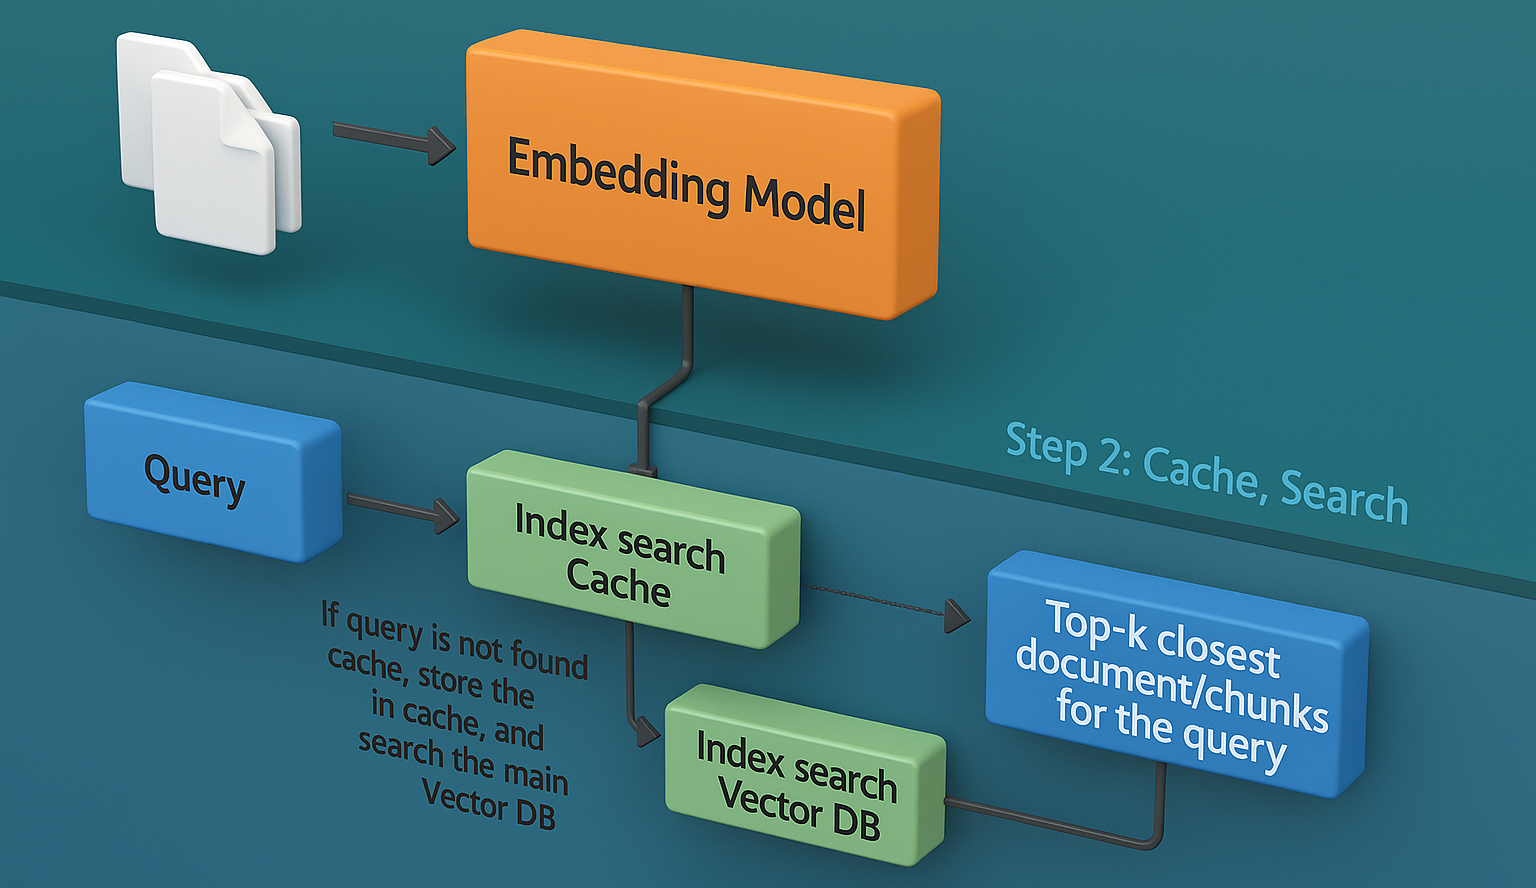 Embedding Model
Step 2: Cache, Search
Query
Index search
Cache
Top-k closest
document/chunks
for the query
If query is not found
cache, store the
in cache, and
search the main
Vector DB
Index search
Vector DB